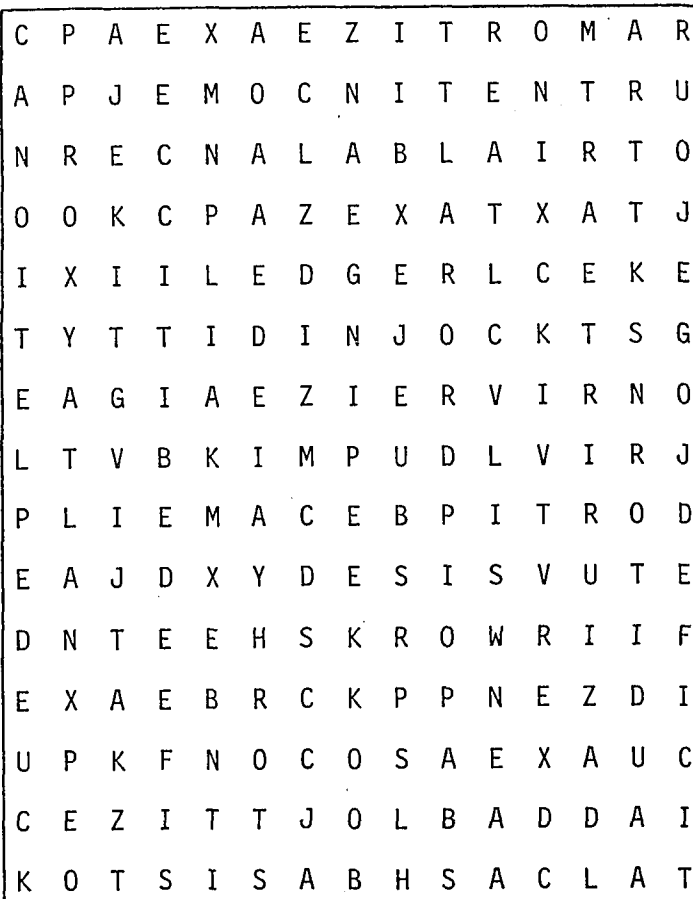 C P A E X A E Z I T R O M A R
A P J E M O C N I T E N T R U
N R E C N A L A B L A I R T O
O O K C P A Z E X A T X A T J
I X I I L E D G E R L C E K E
T Y T T I D I N J O C K T S G
E A G I A E Z I E R V I R N O
L T V B K I M P U D L V I R J
P L I E M A C E B P I T R O D
E A J D X Y D E S I S V U T E
D N T E E H S K R O W R I I F
E X A E B R C K P P N E Z D I
U P K F N O C O S A E X A U C
C E Z I T T J O L B A D D A I
K O T S I S A B H S A C L A T